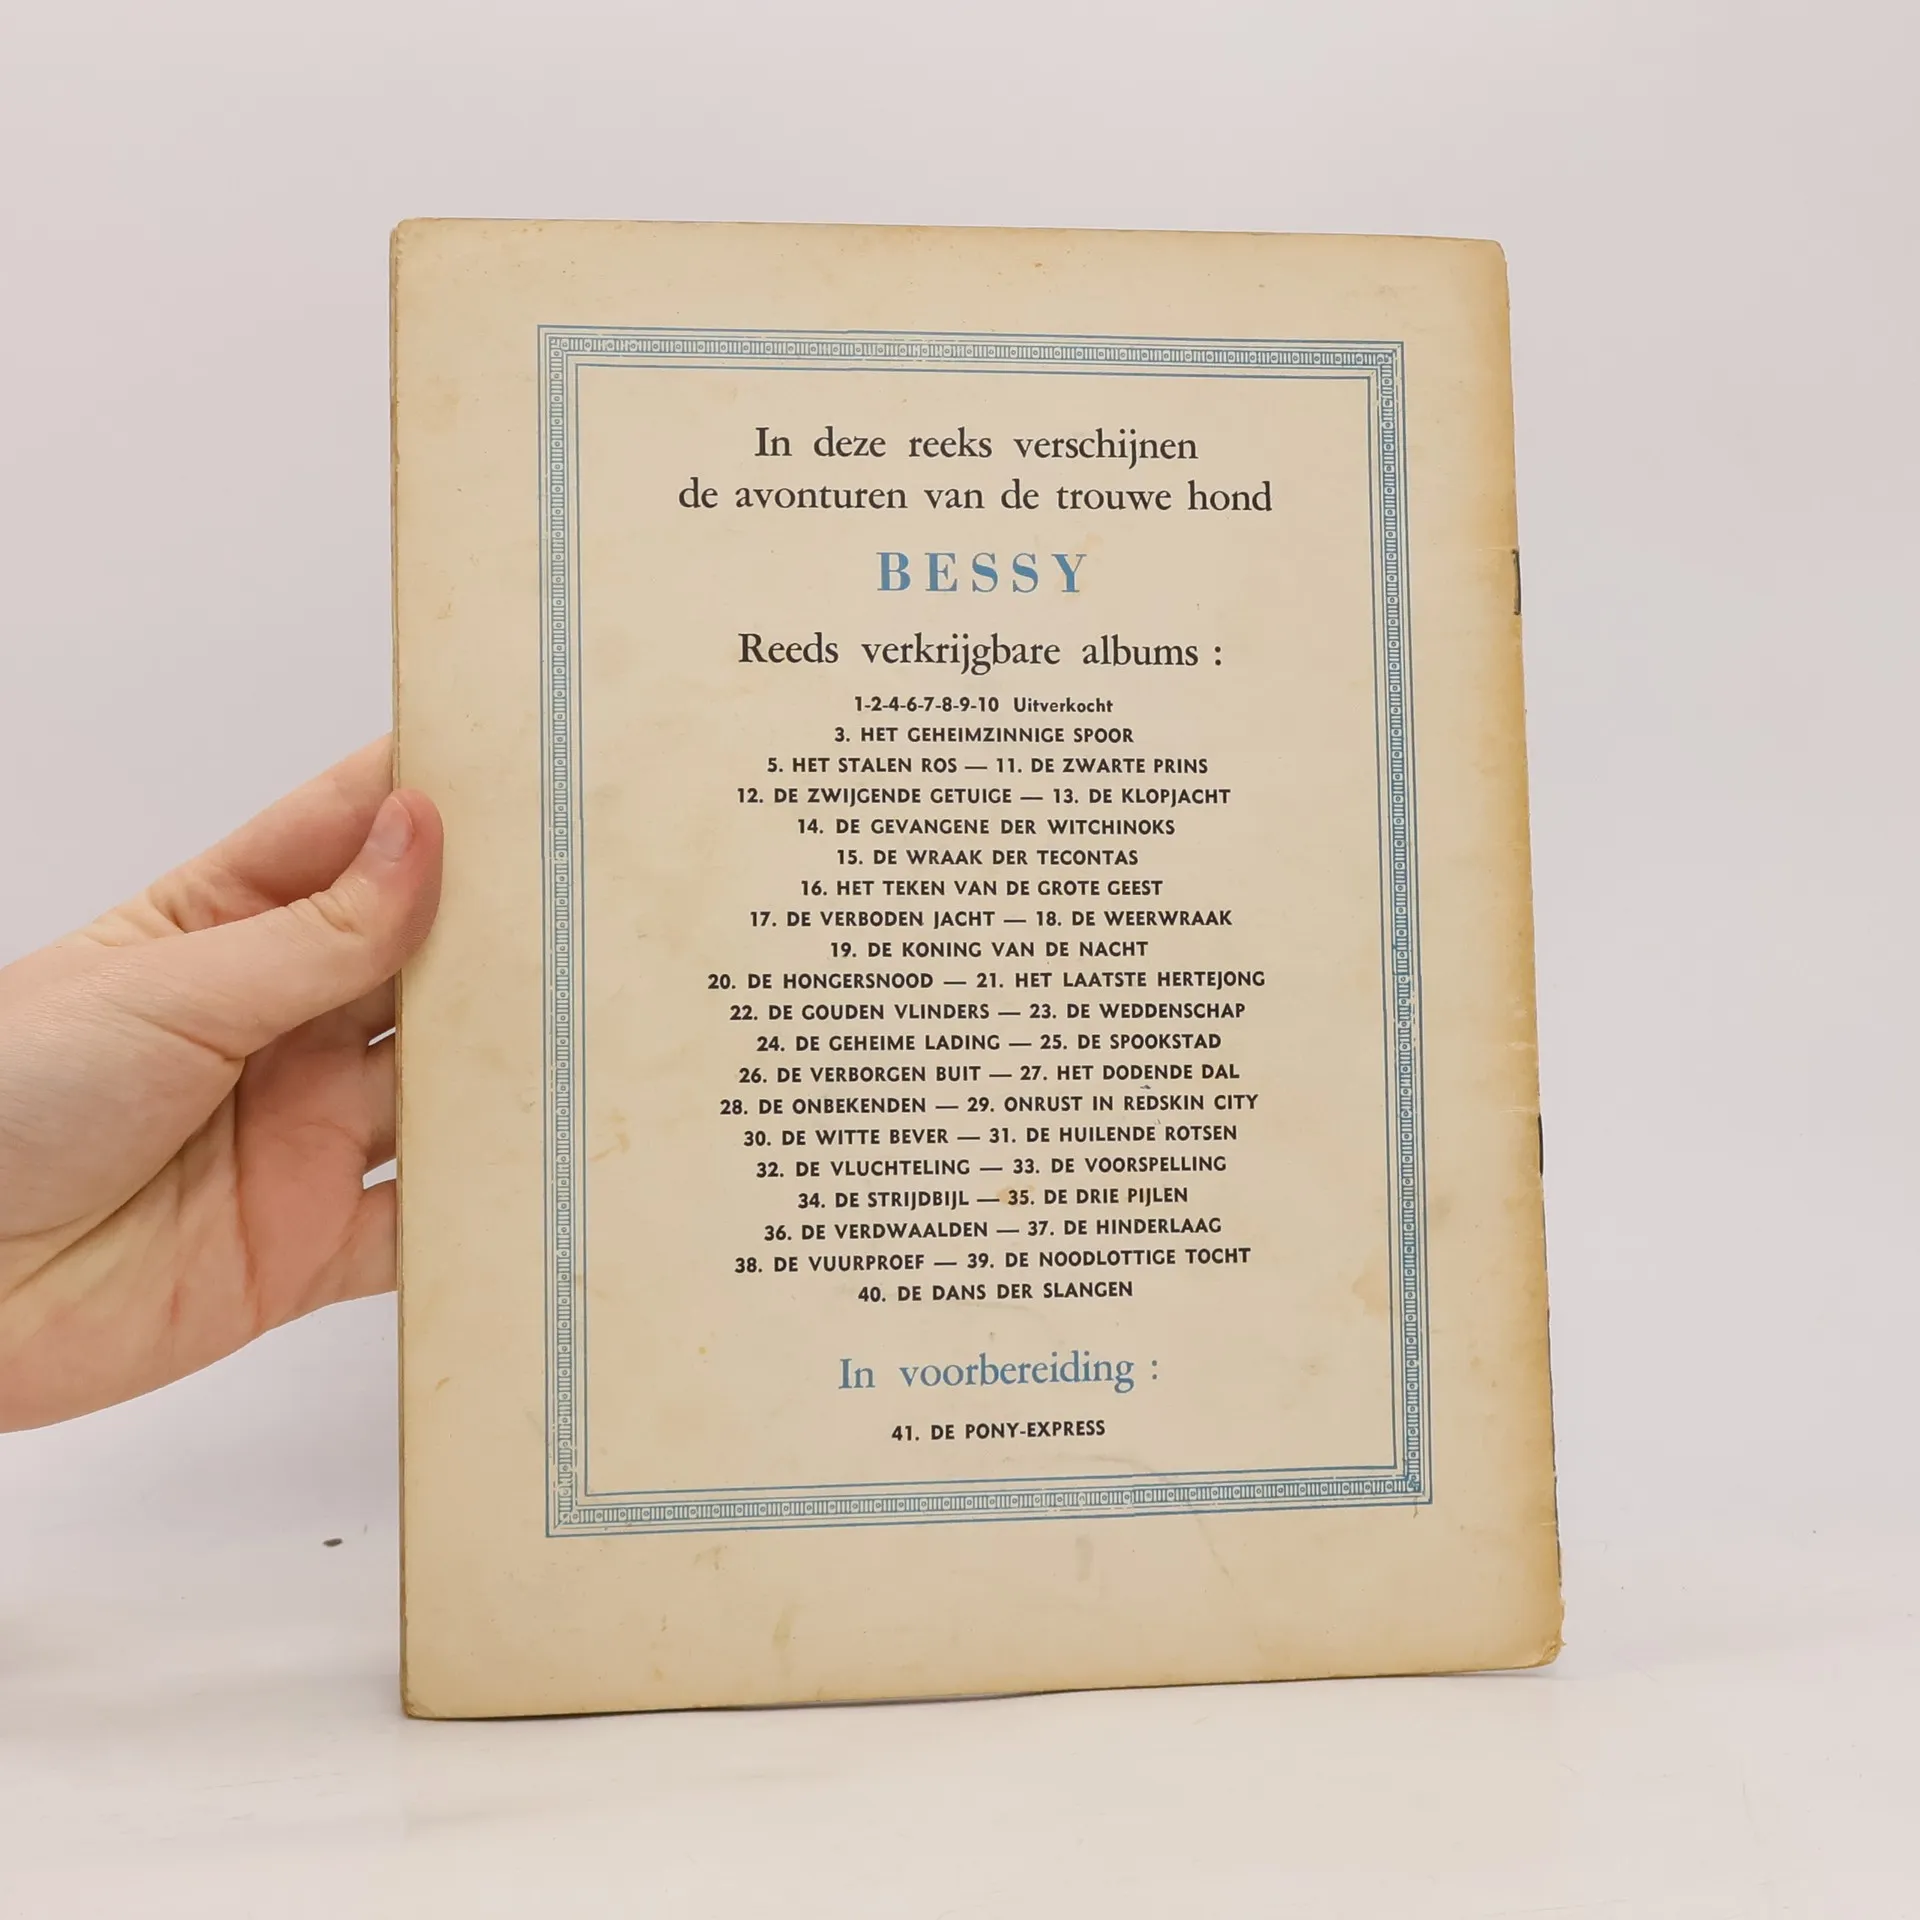 In deze reeks verschijnen
de avonturen van de trouwe hond
BESSY
Reeds verkrijgbare albums :
1-2-4-6-7-8-9-10 Uitverkocht
3. HET GEHEIMZINNIGE SPOOR
5. HET STALEN ROS — 11. DE ZWARTE PRINS
12. DE ZWIJGENDE GETUIGE — 13. DE KLOPJACHT
14. DE GEVANGENE DER WITCHINOKS
15. DE WRAAK DER TECONTAS
16. HET TEKEN VAN DE GROTE GEEST
17. DE VERBODEN JACHT — 18. DE WEERWRAAK
19. DE KONING VAN DE NACHT
20. DE HONGERSNOOD — 21. HET LAATSTE HERTEJONG
22. DE GOUDEN VLINDERS — 23. DE WEDDENSCHAP
24. DE GEHEIME LADING — 25. DE SPOOKSTAD
26. DE VERBORGEN BUIT — 27. HET DODENDE DAL
28. DE ONBEKENDEN — 29. ONRUST IN REDSKIN CITY
30. DE WITTE BEVER — 31. DE HUILENDE ROTSEN
32. DE VLUCHTELING — 33. DE VOORSPELLING
34. DE STRIJDBIJL — 35. DE DRIE PIJLEN
36. DE VERDWAALDEN — 37. DE HINDERLAAG
38. DE VUURPROEF — 39. DE NOODLOTTIGE TOCHT
40. DE DANS DER SLANGEN
In voorbereiding :
41. DE PONY-EXPRESS